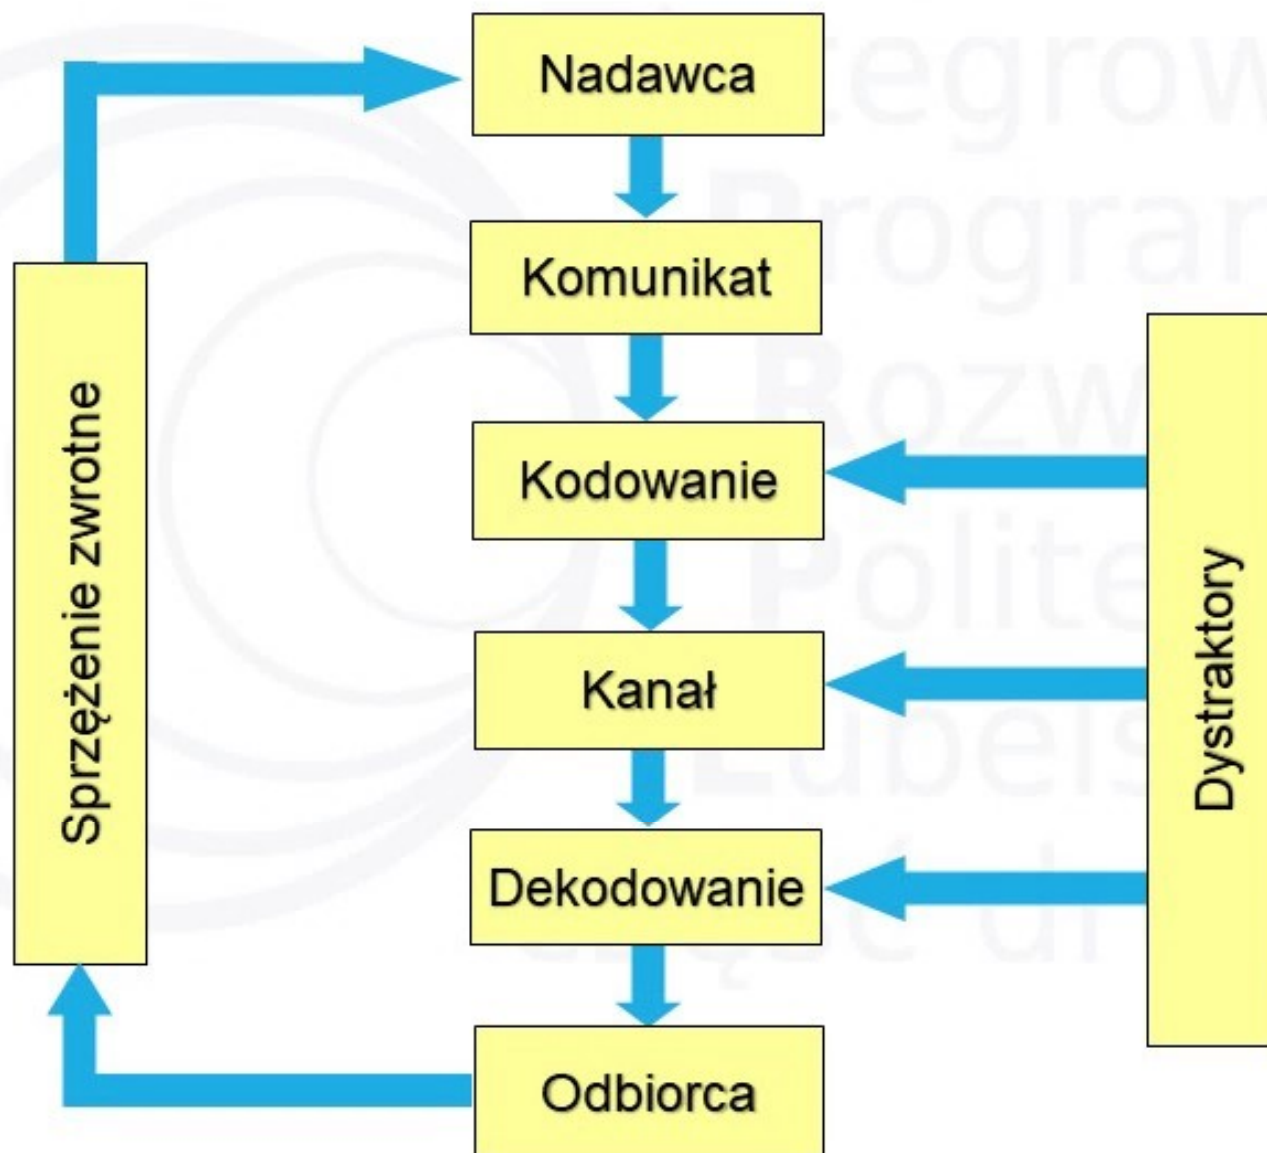 Nadawca
Komunikat
Kodowanie
Kanał
Dekodowanie
Odbiorca
Sprzężenie zwrotne
Dystraktory